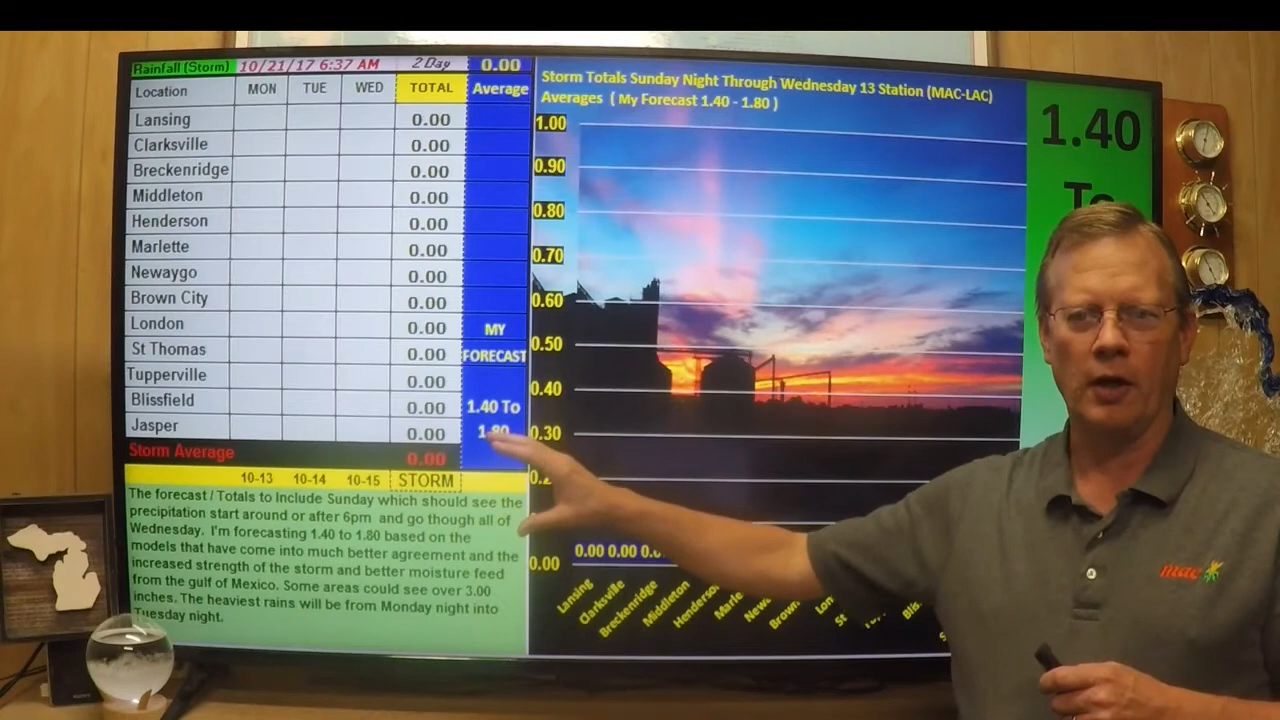 Rainfall (Storm) 10/21/17 6:37 AM 2 Day 0.00
Location MON TUE WED TOTAL Average
Lansing 0.00
Clarksville 0.00
Breckenridge 0.00
Middleton 0.00
Henderson 0.00
Marlette 0.00
Newaygo 0.00
Brown City 0.00
London 0.00 MY
St Thomas 0.00 FORECAST
Tupperville 0.00
Blissfield 0.00 1.40 To
Jasper 0.00 1.80
Storm Average 0.00
10-13 10-14 10-15 STORM
The forecast / Totals to Include Sunday which should see the
precipitation start around or after 6pm and go though all of
Wednesday. I'm forecasting 1.40 to 1.80 based on the
models that have come into much better agreement and the
increased strength of the storm and better moisture feed
from the gulf of Mexico. Some areas could see over 3.00
inches. The heaviest rains will be from Monday night into
Tuesday night.
Storm Totals Sunday Night Through Wednesday 13 Station (MAC-LAC)
Averages ( My Forecast 1.40 - 1.80 )
1.00
0.90
0.80
0.70
0.60
0.50
0.40
0.30
0.00
0.00 0.00
Lansing
Clarksville
Breckenridge
Middleton
Henderson
1.40
To
mac